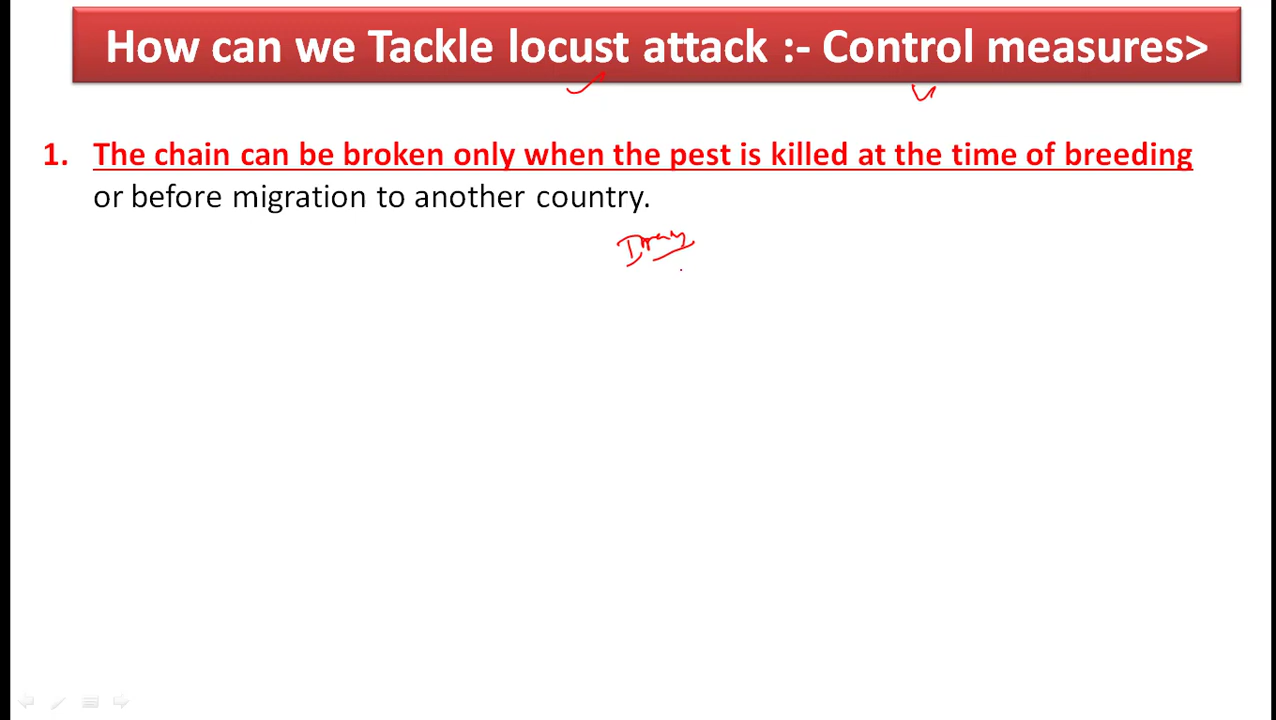 How can we Tackle locust attack :- Control measures>
1. The chain can be broken only when the pest is killed at the time of breeding
or before migration to another country.